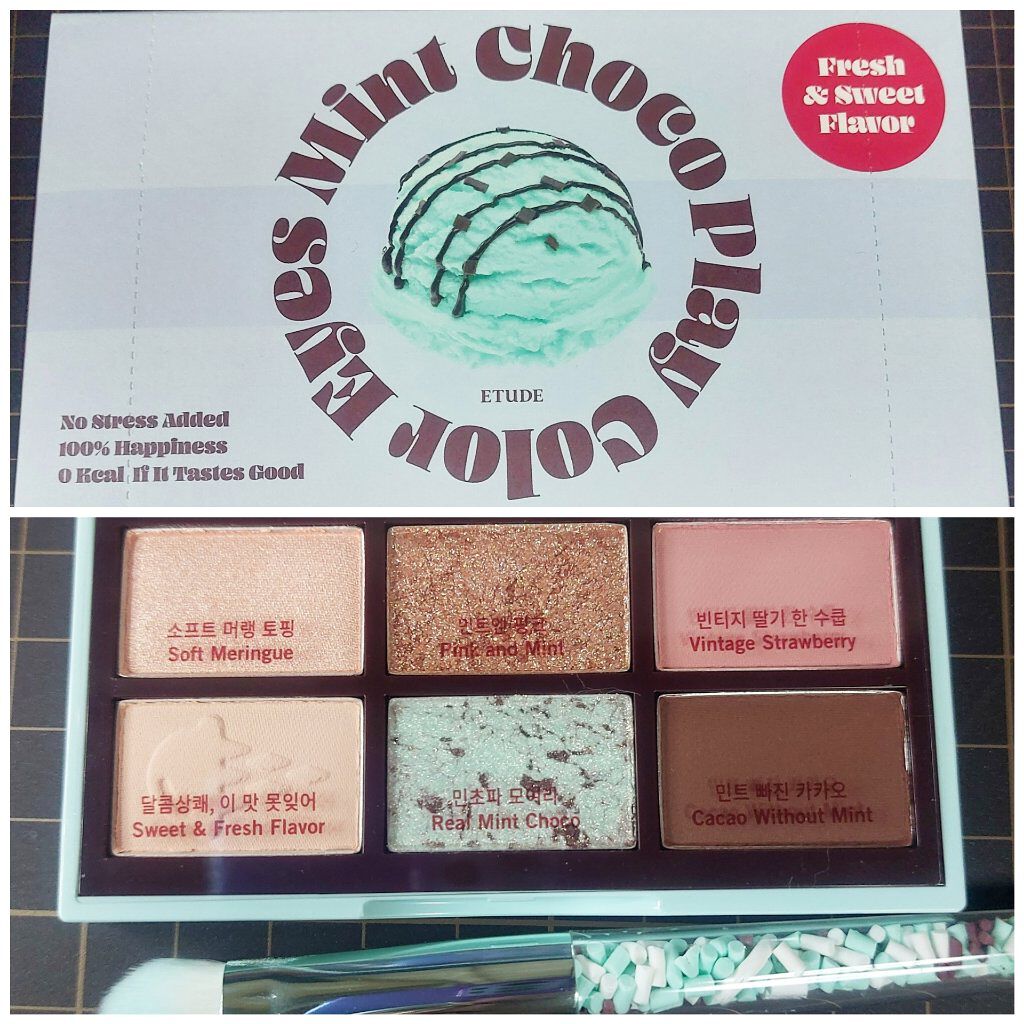 Mint Choco Play Color Eyes
Fresh
& Sweet
Flavor
ETUDE
No Stress Added
100% Happiness
0 Kcal If It Tastes Good
소프트 머랭 토핑
Soft Meringue
민트앤 핑크
Pink and Mint
빈티지 딸기 한 수쿱
Vintage Strawberry
달콤상쾌, 이 맛 못잊어
Sweet & Fresh Flavor
민초파 모여라
Real Mint Choco
민트 빠진 카카오
Cacao Without Mint